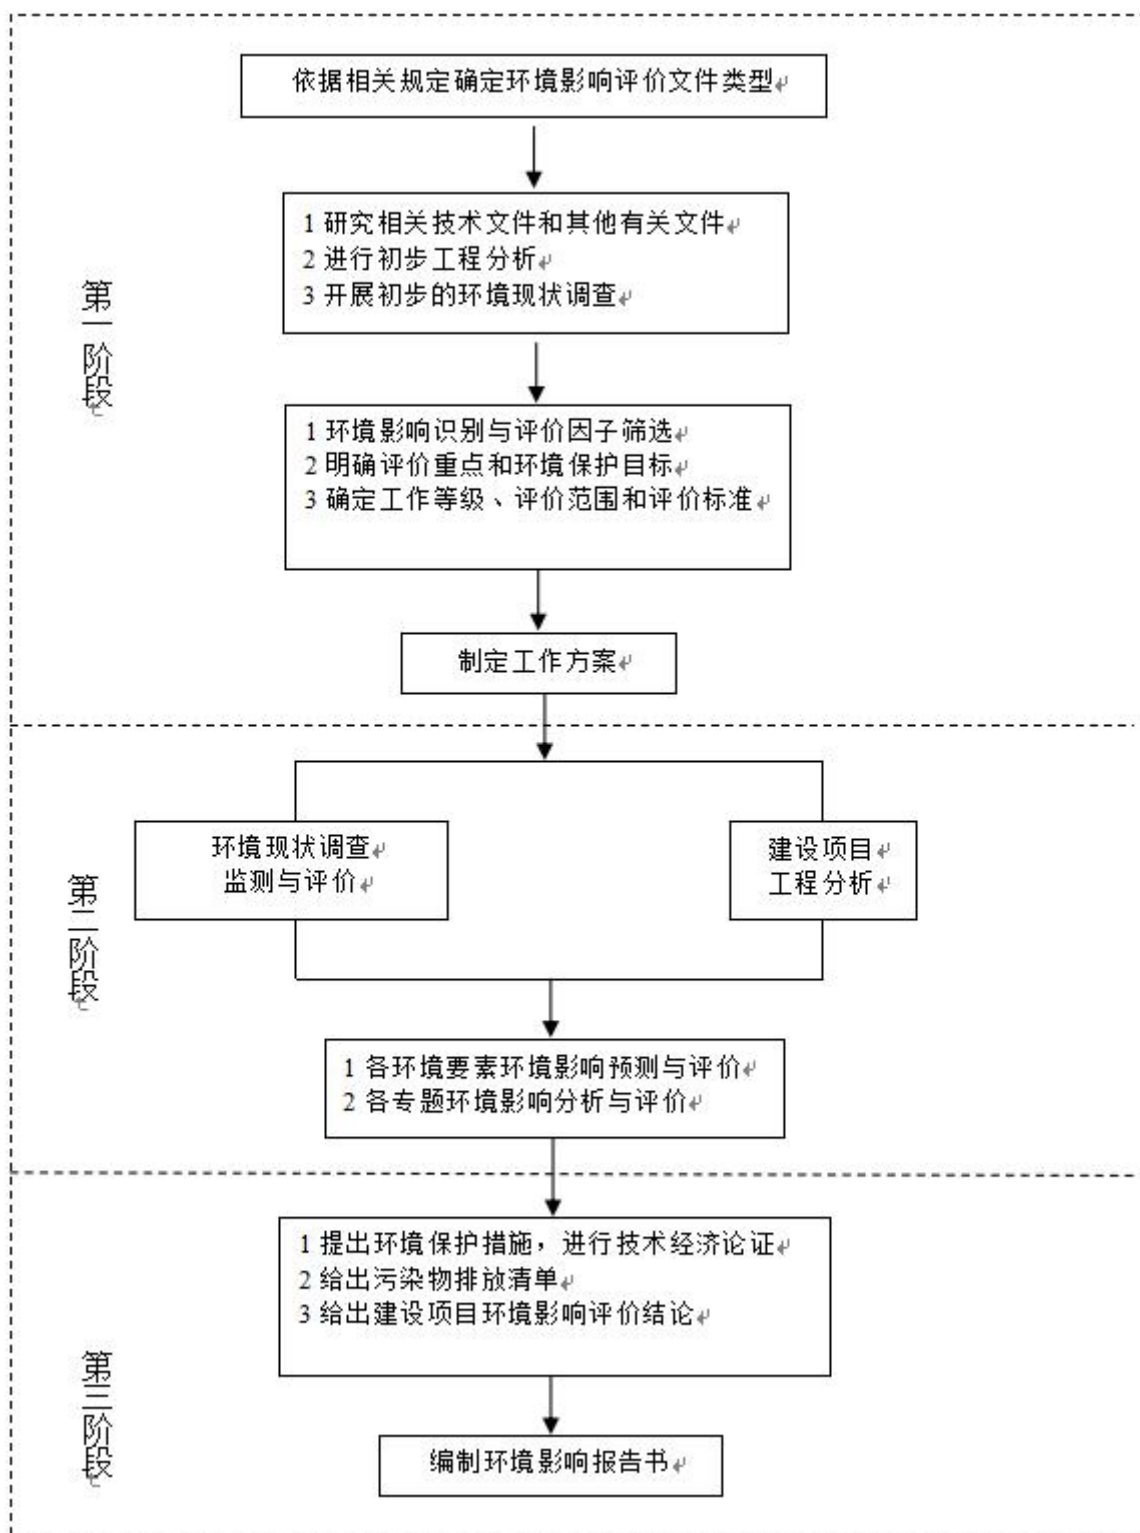 依据相关规定确定环境影响评价文件类型
1 研究相关技术文件和其他有关文件
2 进行初步工程分析
3 开展初步的环境现状调查
第一阶段
1 环境影响识别与评价因子筛选
2 明确评价重点和环境保护目标
3 确定工作等级、评价范围和评价标准
制定工作方案
环境现状调查
监测与评价
建设项目
工程分析
第二阶段
1 各环境要素环境影响预测与评价
2 各专题环境影响分析与评价
1 提出环境保护措施，进行技术经济论证
2 给出污染物排放清单
3 给出建设项目环境影响评价结论
第三阶段
编制环境影响报告书